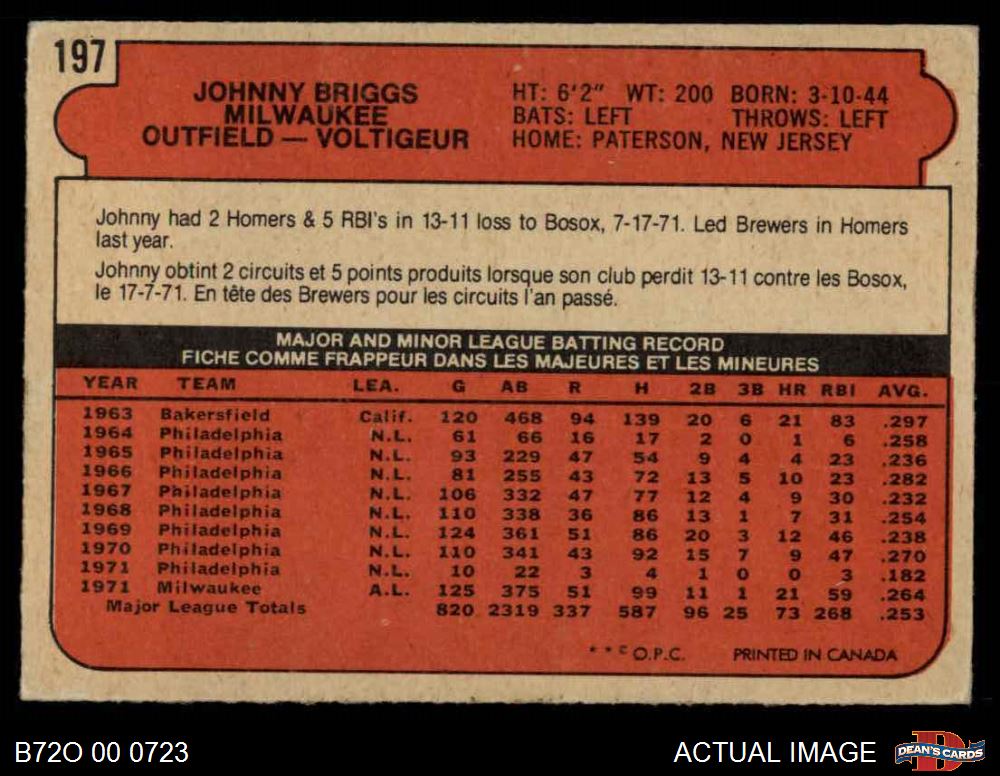 197
JOHNNY BRIGGS
MILWAUKEE
OUTFIELD — VOLTIGEUR
HT: 6'2" WT: 200 BORN: 3-10-44
BATS: LEFT THROWS: LEFT
HOME: PATERSON, NEW JERSEY
Johnny had 2 Homers & 5 RBI's in 13-11 loss to Bosox, 7-17-71. Led Brewers in Homers
last year.
Johnny obtint 2 circuits et 5 points produits lorsque son club perdit 13-11 contre les Bosox,
le 17-7-71. En tête des Brewers pour les circuits l'an passé.
MAJOR AND MINOR LEAGUE BATTING RECORD
FICHE COMME FRAPPEUR DANS LES MAJEURES ET LES MINEURES
YEAR TEAM LEA. G AB R H 2B 3B HR RBI AVG.
1963 Bakersfield Calif. 120 468 94 139 20 6 21 83 .297
1964 Philadelphia N.L. 61 66 16 17 2 0 1 6 .258
1965 Philadelphia N.L. 93 229 47 54 9 4 4 23 .236
1966 Philadelphia N.L. 81 255 43 72 13 5 10 23 .282
1967 Philadelphia N.L. 106 332 47 77 12 4 9 30 .232
1968 Philadelphia N.L. 110 338 36 86 13 1 7 31 .254
1969 Philadelphia N.L. 124 361 51 86 20 3 12 46 .238
1970 Philadelphia N.L. 110 341 43 92 15 7 9 47 .270
1971 Philadelphia N.L. 10 22 3 4 1 0 0 3 .182
1971 Milwaukee A.L. 125 375 51 99 11 1 21 59 .264
Major League Totals 820 2319 337 587 96 25 73 268 .253
**© O.P.C. PRINTED IN CANADA
B72O 00 0723
ACTUAL IMAGE
DEAN'S CARDS